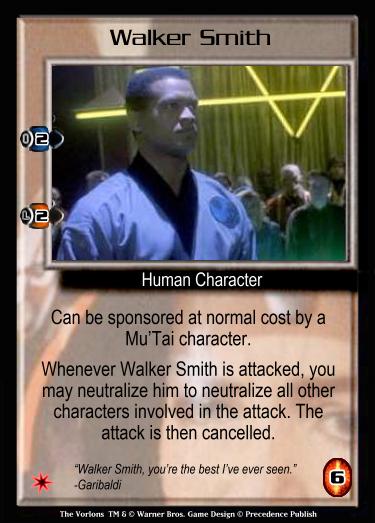 Walker Smith
2
2
Human Character
Can be sponsored at normal cost by a
Mu'Tai character.
Whenever Walker Smith is attacked, you
may neutralize him to neutralize all other
characters involved in the attack. The
attack is then cancelled.
"Walker Smith, you're the best I've ever seen."
-Garibaldi
6
The Vorlons TM & © Warner Bros. Game Design © Precedence Publish